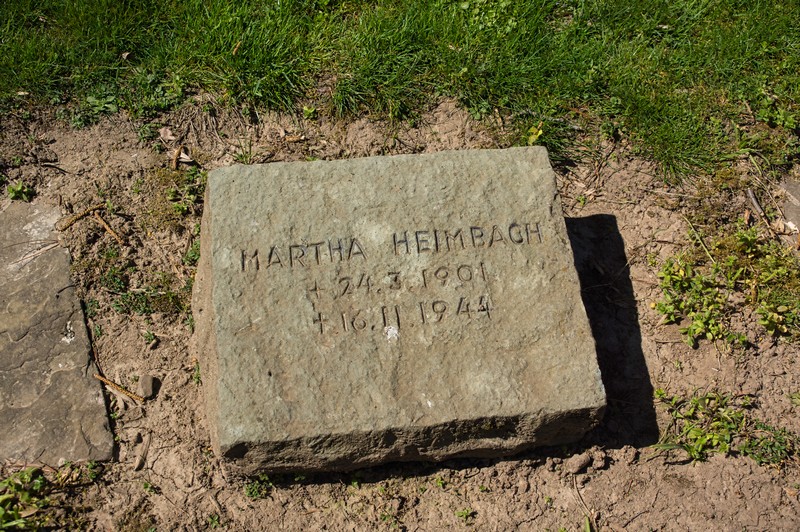 MARTHA HEIMBACH
+ 24.3.1901
+ 16.11.1944